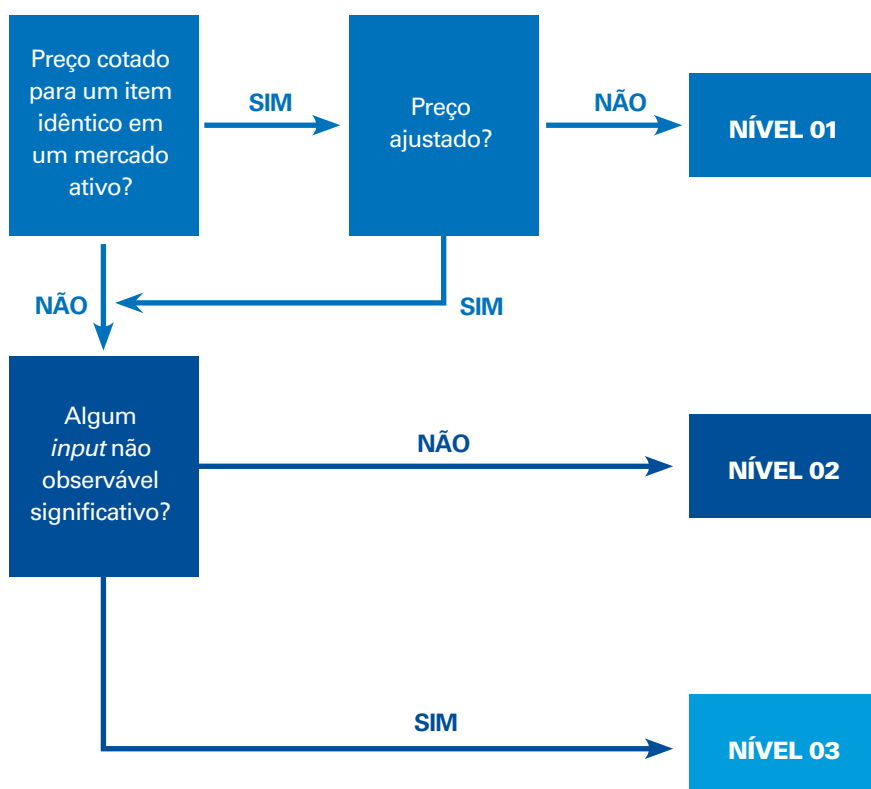 Preço cotado
para um item
idêntico em
um mercado
ativo?
SIM
Preço
ajustado?
NÃO
NÍVEL 01
NÃO
SIM
Algum
input não
observável
significativo?
NÃO
NÍVEL 02
SIM
NÍVEL 03